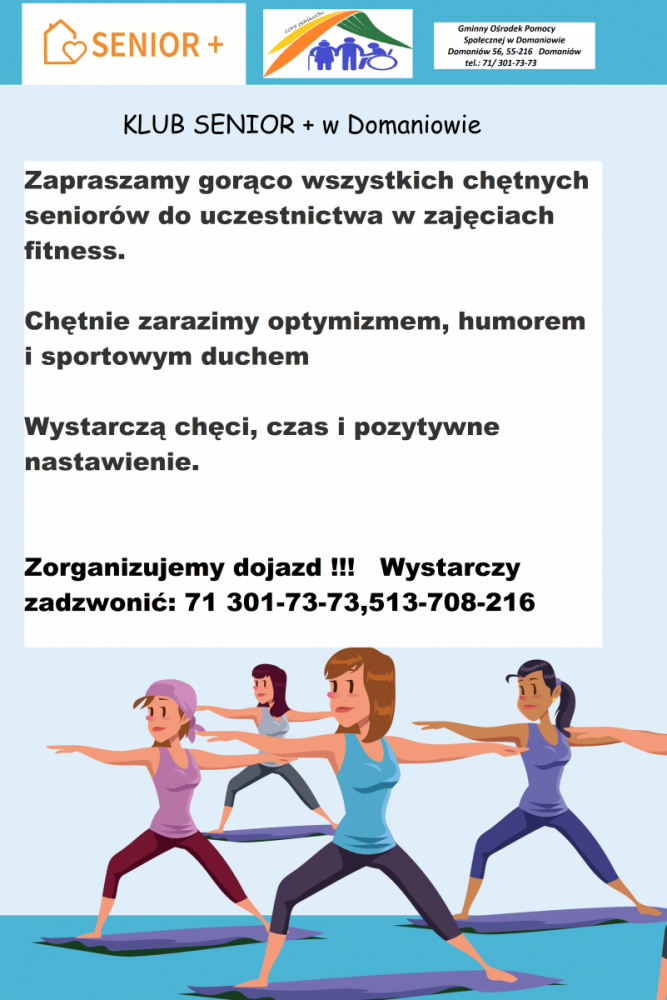 SENIOR +
GOPS DOMANIÓW
Gminny Ośrodek Pomocy
Społecznej w Domaniowie
Domaniów 56, 55-216 Domaniów
tel.: 71/ 301-73-73
KLUB SENIOR + w Domaniowie
Zapraszamy gorąco wszystkich chętnych
seniorów do uczestnictwa w zajęciach
fitness.
Chętnie zarazimy optymizmem, humorem
i sportowym duchem
Wystarczą chęci, czas i pozytywne
nastawienie.
Zorganizujemy dojazd !!! Wystarczy
zadzwonić: 71 301-73-73,513-708-216